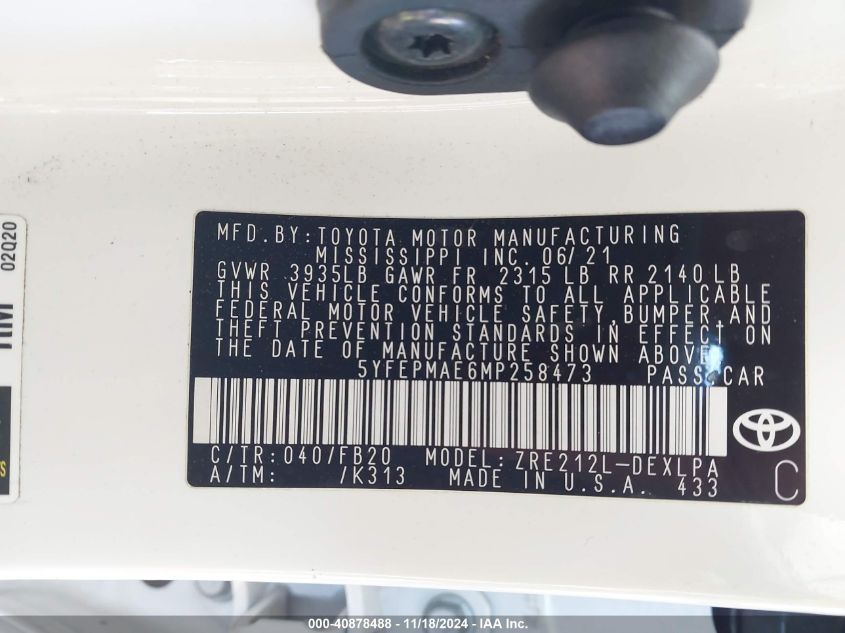 MFD. BY: TOYOTA MOTOR MANUFACTURING
MISSISSIPPI INC. 06/21
GVWR 3935LB GAWR FR 2315 LB RR 2140 LB
THIS VEHICLE CONFORMS TO ALL APPLICABLE
FEDERAL MOTOR VEHICLE SAFETY, BUMPER AND
THEFT PREVENTION STANDARDS IN EFFECT ON
THE DATE OF MANUFACTURE SHOWN ABOVE.
5YFEPMAE6MP258473 PASS. CAR
C/TR: 040/FB20 MODEL: ZRE212L-DEXLPA
A/TM: /K313 MADE IN U.S.A. 433
C
02Q20
000-40878488 - 11/18/2024 - IAA Inc.